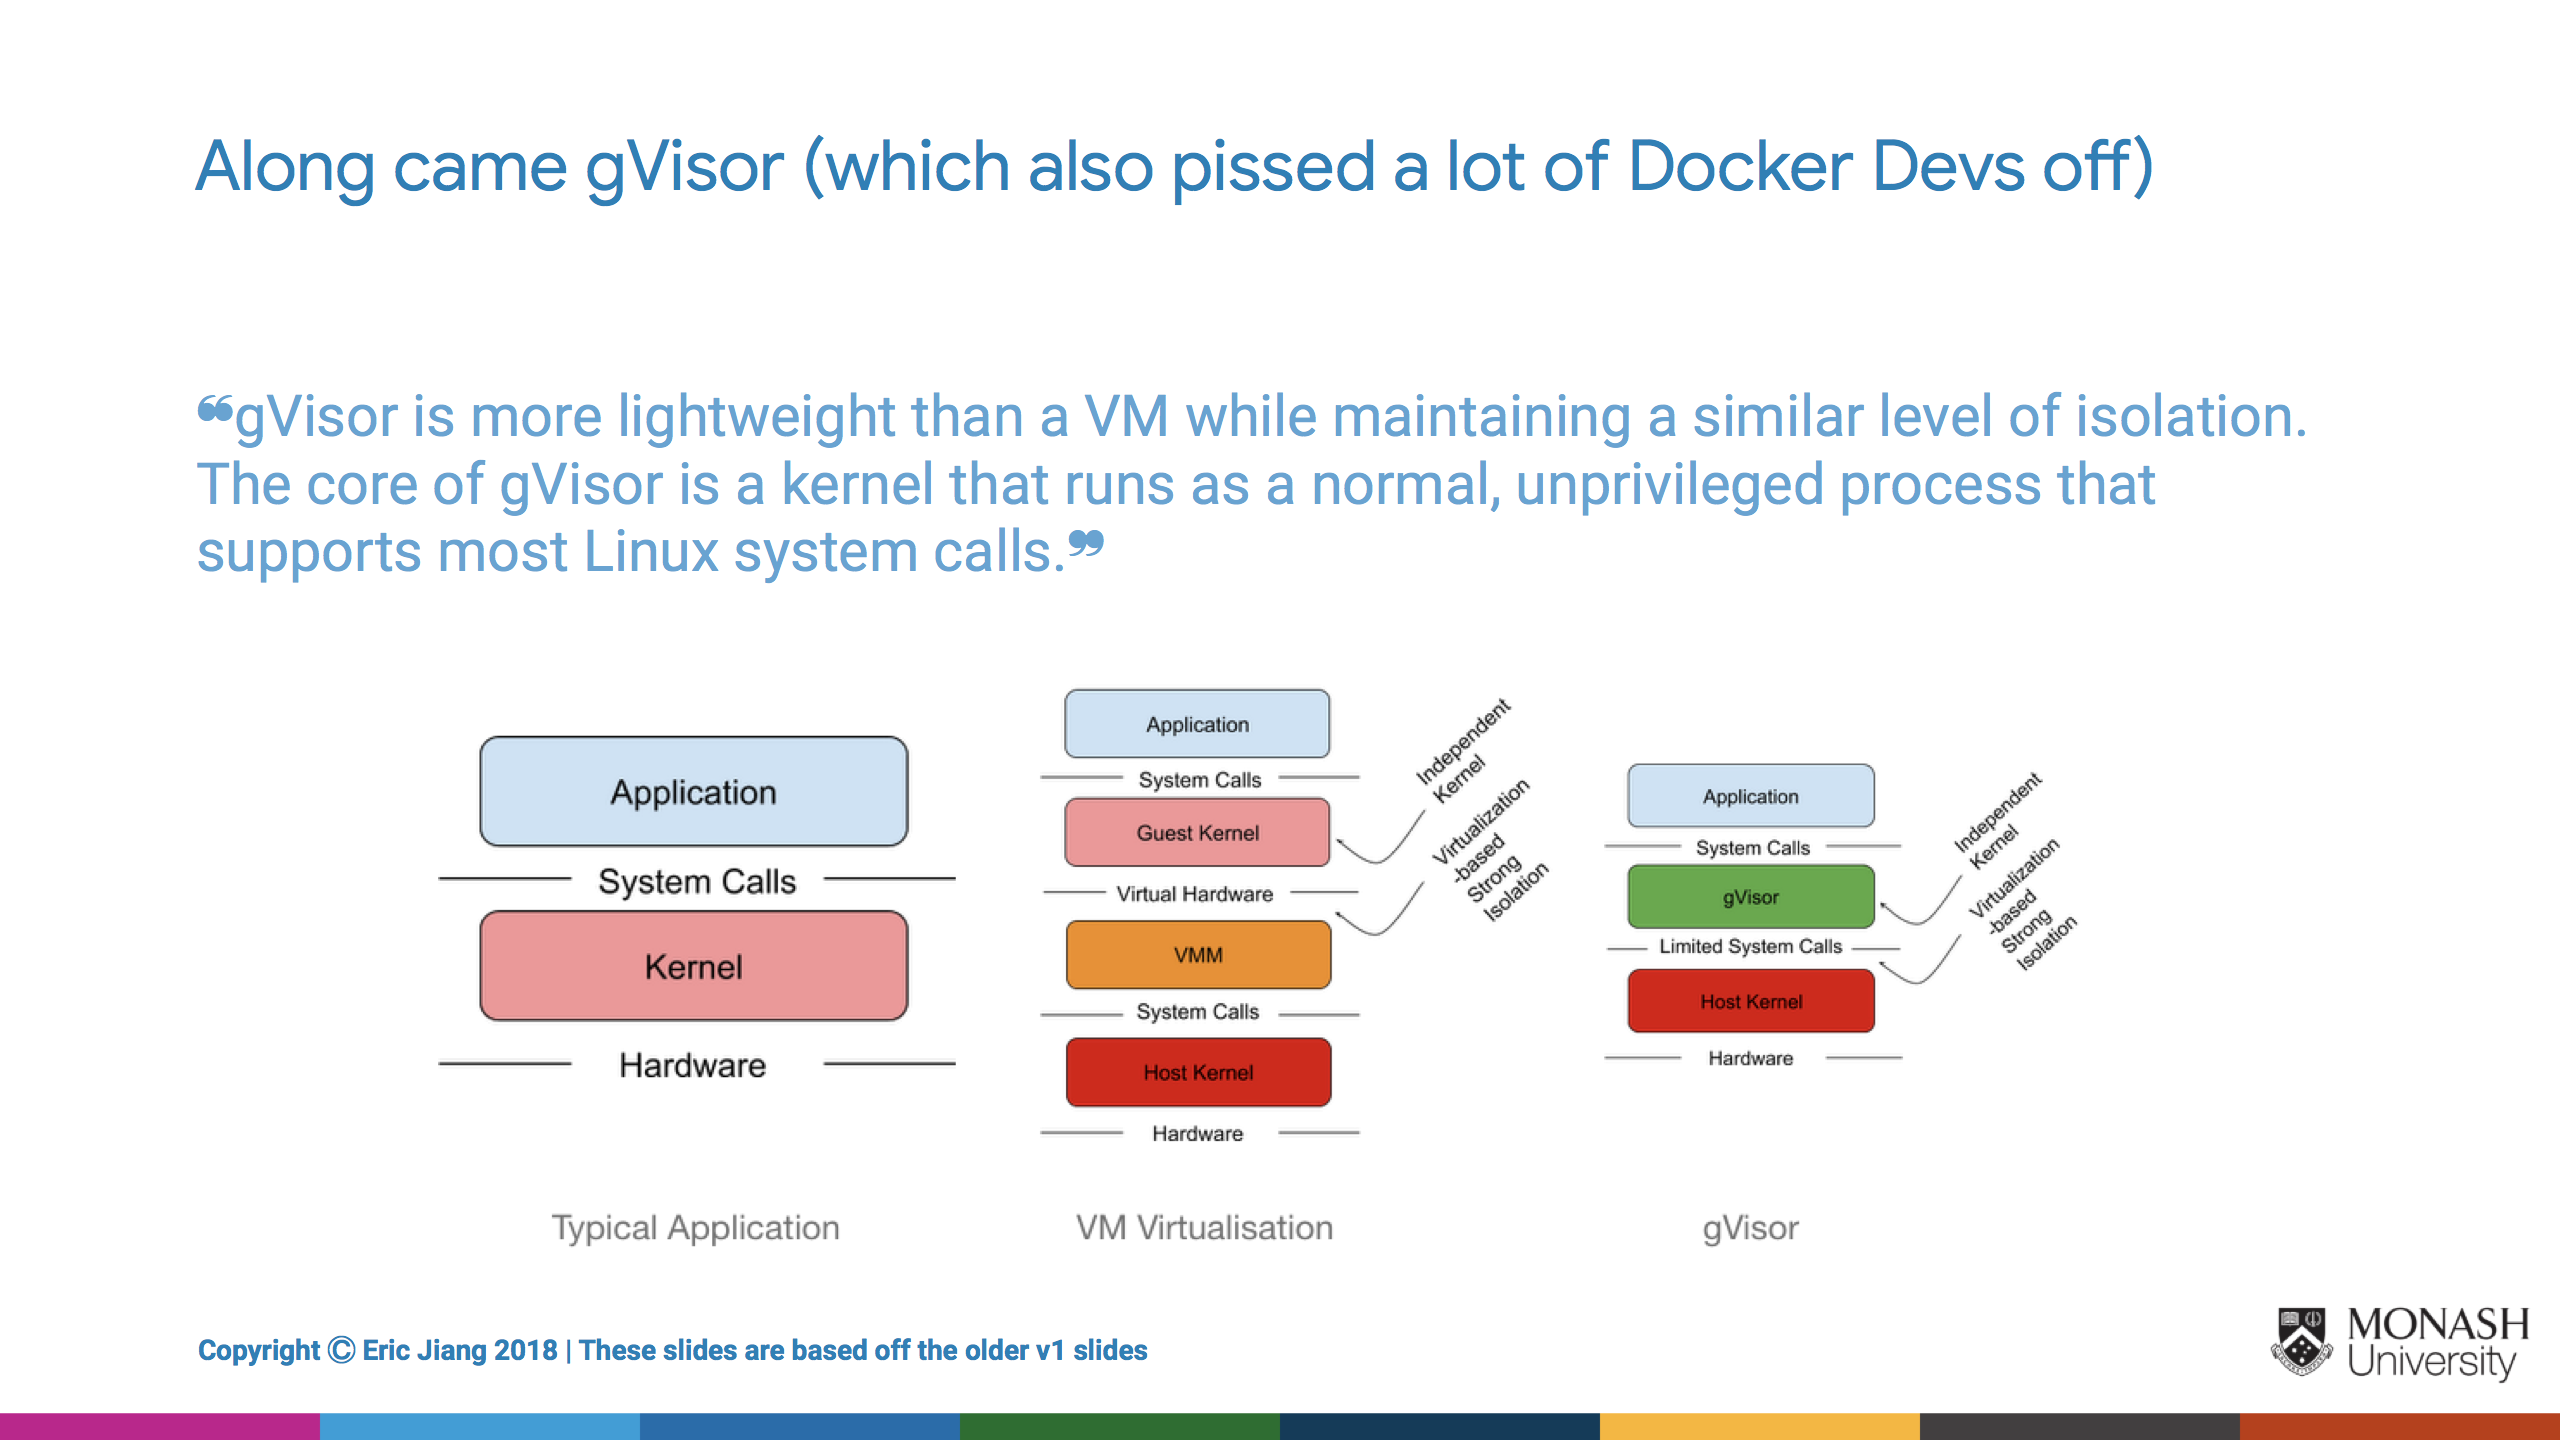 Along came gVisor (which also pissed a lot of Docker Devs off)
❝gVisor is more lightweight than a VM while maintaining a similar level of isolation.
The core of gVisor is a kernel that runs as a normal, unprivileged process that
supports most Linux system calls.❞
Application
System Calls
Kernel
Hardware
Typical Application
Application
System Calls
Guest Kernel
Virtual Hardware
VMM
System Calls
Host Kernel
Hardware
Independent
Kernel
Virtualization
-based
Strong
Isolation
VM Virtualisation
Application
System Calls
gVisor
Limited System Calls
Host Kernel
Hardware
Independent
Kernel
Virtualization
-based
Strong
Isolation
gVisor
Copyright © Eric Jiang 2018 | These slides are based off the older v1 slides
MONASH
University